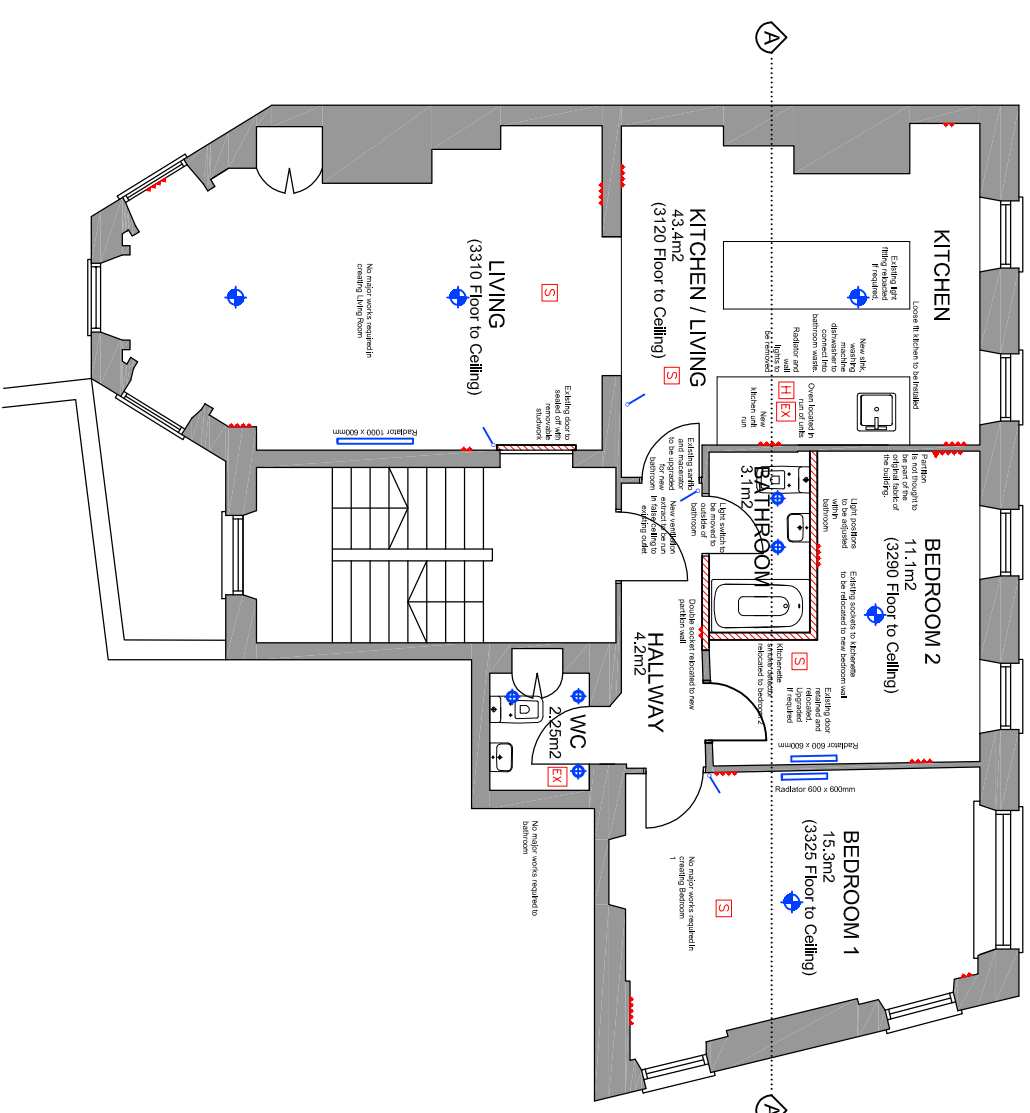 A
KITCHEN
Loose fit kitchen to be installed
Existing light
fitting relocated
if required.
KITCHEN / LIVING
43.4m2
(3120 Floor to Ceiling)
New sink,
washing
machine
dishwasher to
connect into
bathroom waste.
Radiator and
wall
lights to
be removed
Oven located in
run of units
New
kitchen unit
run
H
EX
S
LIVING
(3310 Floor to Ceiling)
S
No major works required in
creating Living Room
Existing door to
sealed off with
removable
studwork
Radiator 1000 x 600mm
Partition
is not thought to
be part of the
original fabric of
the building.
Light positions
to be adjusted
within
bathroom
BEDROOM 2
11.1m2
(3290 Floor to Ceiling)
Existing sockets to kitchenette
to be relocated to new bedroom wall
BATHROOM
3.1m2
Existing saniflo
and macerator
to be upgraded
for new
bathroom
Light switch to
be moved to
outside of
bathroom
New ventilation
extract to be run
in false ceiling to
existing outlet
Double socket relocated to new
partition wall
Kitchenette
relocated to bedroom 2
S
Existing door
retained and
relocated.
Upgraded
if required
Radiator 600 x 600mm
Radiator 600 x 600mm
HALLWAY
4.2m2
WC
2.25m2
EX
No major works required to
bathroom
BEDROOM 1
15.3m2
(3325 Floor to Ceiling)
S
No major works required in
creating Bedroom
1
A